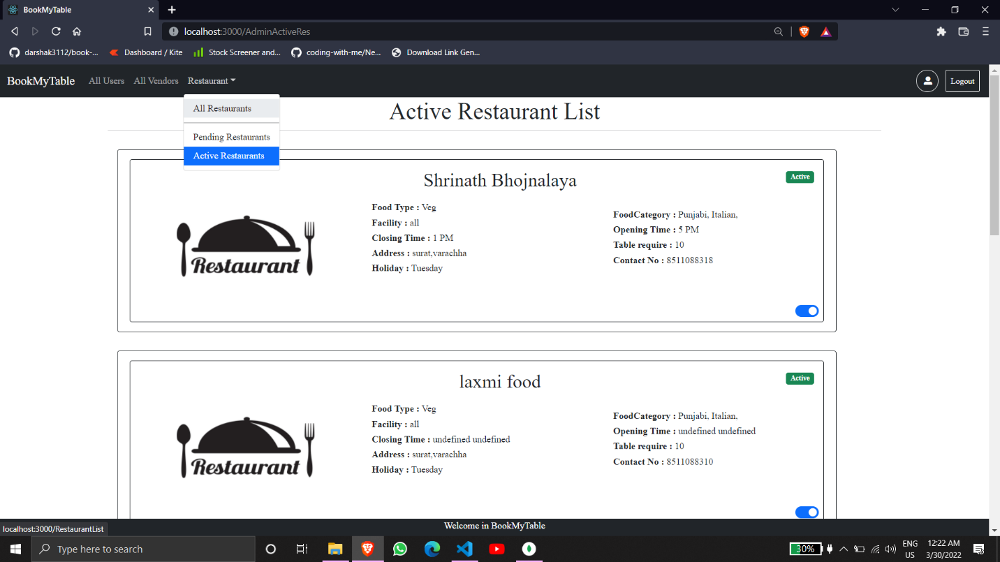 BookMyTable
localhost:3000/AdminActiveRes
darshak3112/book-... Dashboard / Kite Stock Screener and... coding-with-me/Ne... Download Link Gen...
BookMyTable All Users All Vendors Restaurant Logout
All Restaurants
Pending Restaurants
Active Restaurants
Active Restaurant List
Shrinath Bhojnalaya
Active
Restaurant
Food Type : Veg
Facility : all
Closing Time : 1 PM
Address : surat,varachha
Holiday : Tuesday
FoodCategory : Punjabi, Italian,
Opening Time : 5 PM
Table require : 10
Contact No : 8511088318
laxmi food
Active
Restaurant
Food Type : Veg
Facility : all
Closing Time : undefined undefined
Address : surat,varachha
Holiday : Tuesday
FoodCategory : Punjabi, Italian,
Opening Time : undefined undefined
Table require : 10
Contact No : 8511088310
Welcome in BookMyTable
localhost:3000/RestaurantList
Type here to search
30%
ENG
US
12:22 AM
3/30/2022